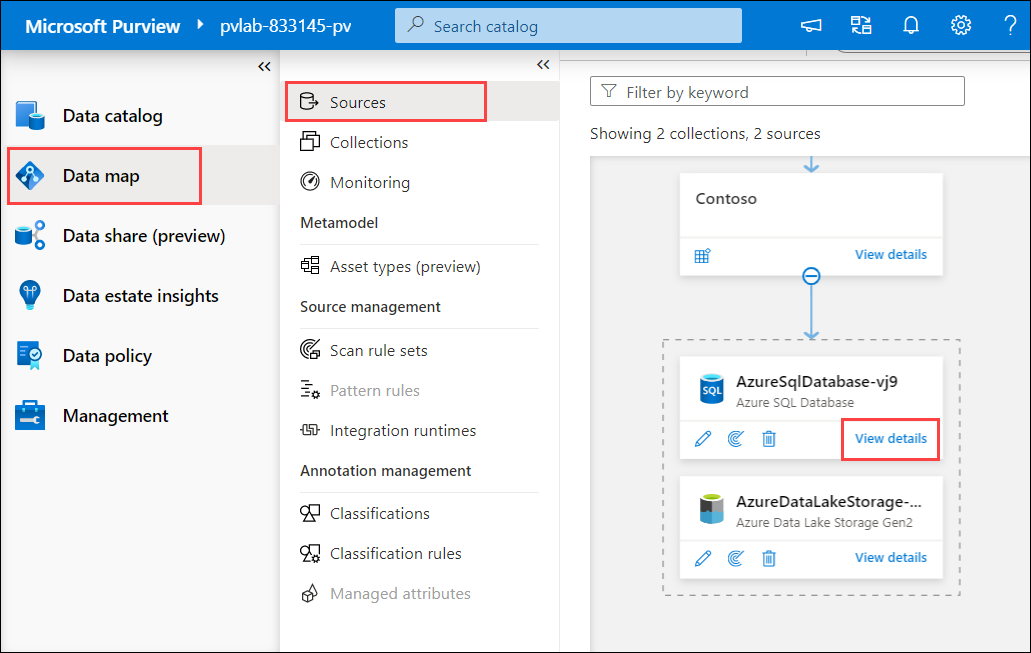 Microsoft Purview
pvlab-833145-pv
Search catalog
?
Data catalog
Data map
Data share (preview)
Data estate insights
Data policy
Management
Sources
Collections
Monitoring
Metamodel
Asset types (preview)
Source management
Scan rule sets
Pattern rules
Integration runtimes
Annotation management
Classifications
Classification rules
Managed attributes
Filter by keyword
Showing 2 collections, 2 sources
Contoso
View details
SQL
AzureSqlDatabase-vj9
Azure SQL Database
View details
AzureDataLakeStorage-...
Azure Data Lake Storage Gen2
View details